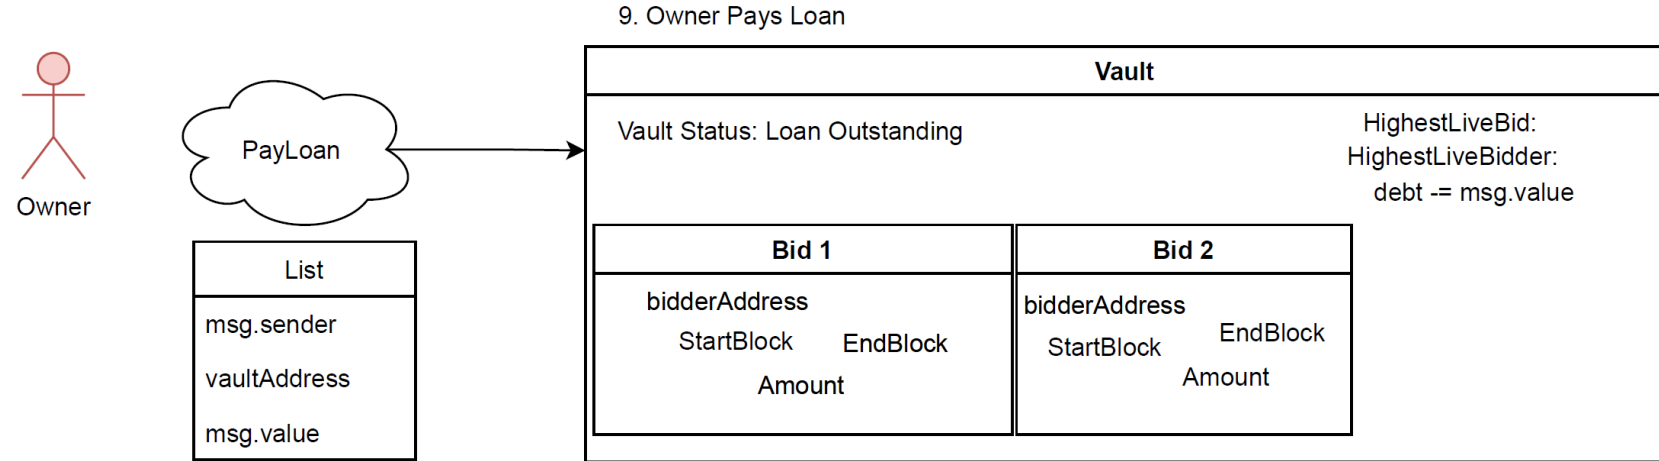 9. Owner Pays Loan
Owner
PayLoan
List
msg.sender
vaultAddress
msg.value
Vault
Vault Status: Loan Outstanding
HighestLiveBid:
HighestLiveBidder:
debt -= msg.value
Bid 1
bidderAddress
StartBlock EndBlock
Amount
Bid 2
bidderAddress
StartBlock EndBlock
Amount